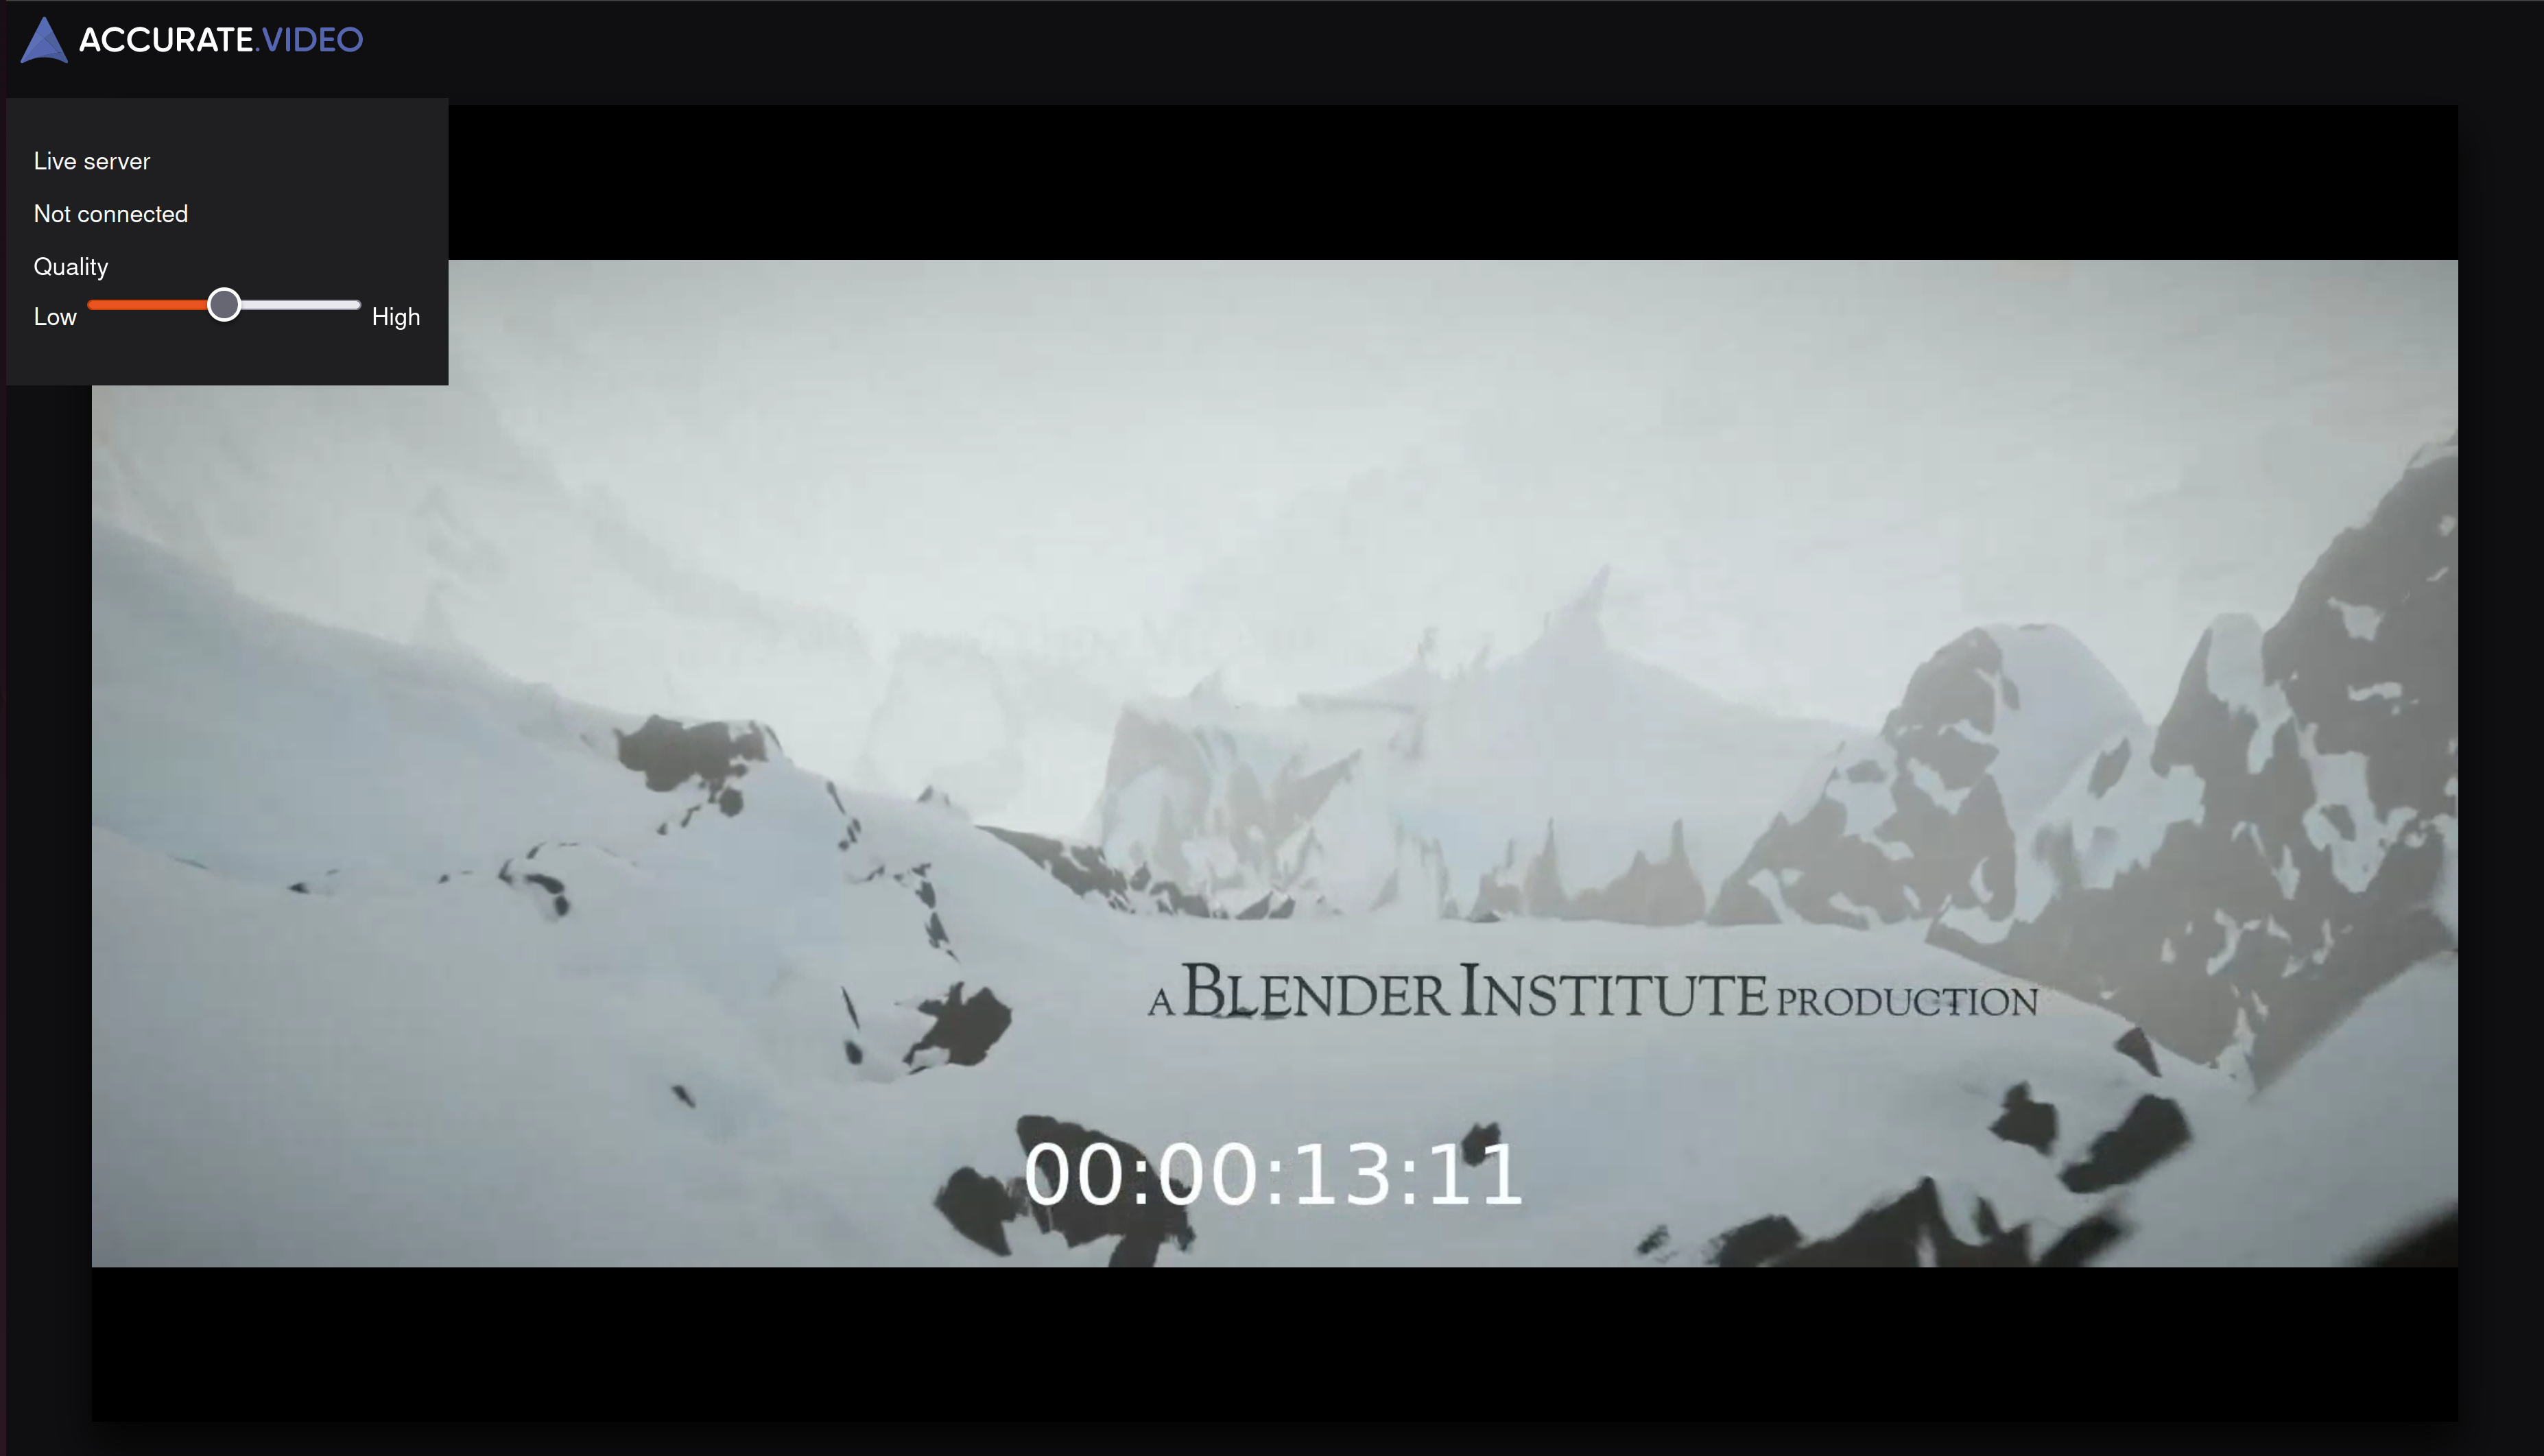 ACCURATE.VIDEO
Live server
Not connected
Quality
Low
High
A BLENDER INSTITUTE PRODUCTION
00:00:13:11